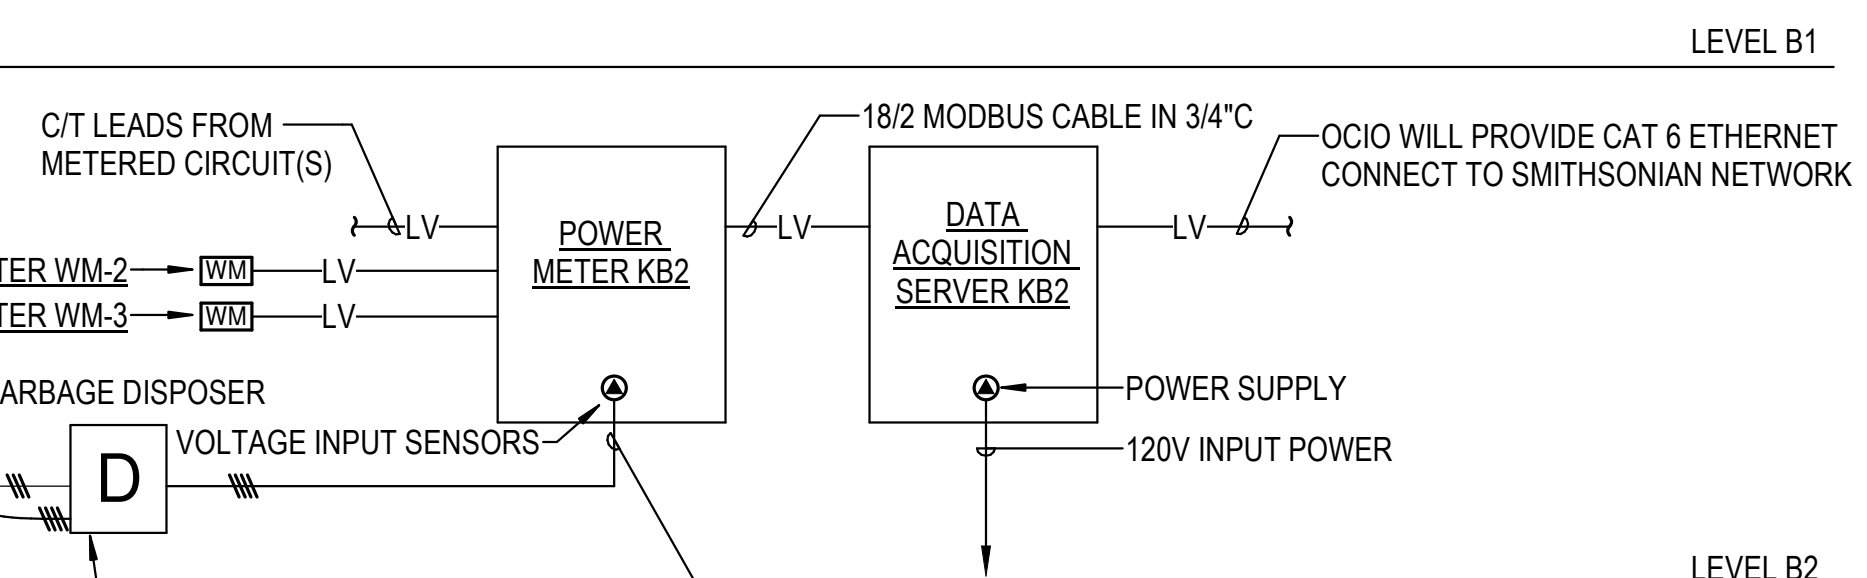 LEVEL B1
C/T LEADS FROM
METERED CIRCUIT(S)
18/2 MODBUS CABLE IN 3/4"C
OCIO WILL PROVIDE CAT 6 ETHERNET
CONNECT TO SMITHSONIAN NETWORK
LV
LV
LV
POWER
METER KB2
DATA
ACQUISITION
SERVER KB2
TER WM-2
WM
LV
TER WM-3
WM
LV
ARBAGE DISPOSER
POWER SUPPLY
VOLTAGE INPUT SENSORS
120V INPUT POWER
D
LEVEL B2